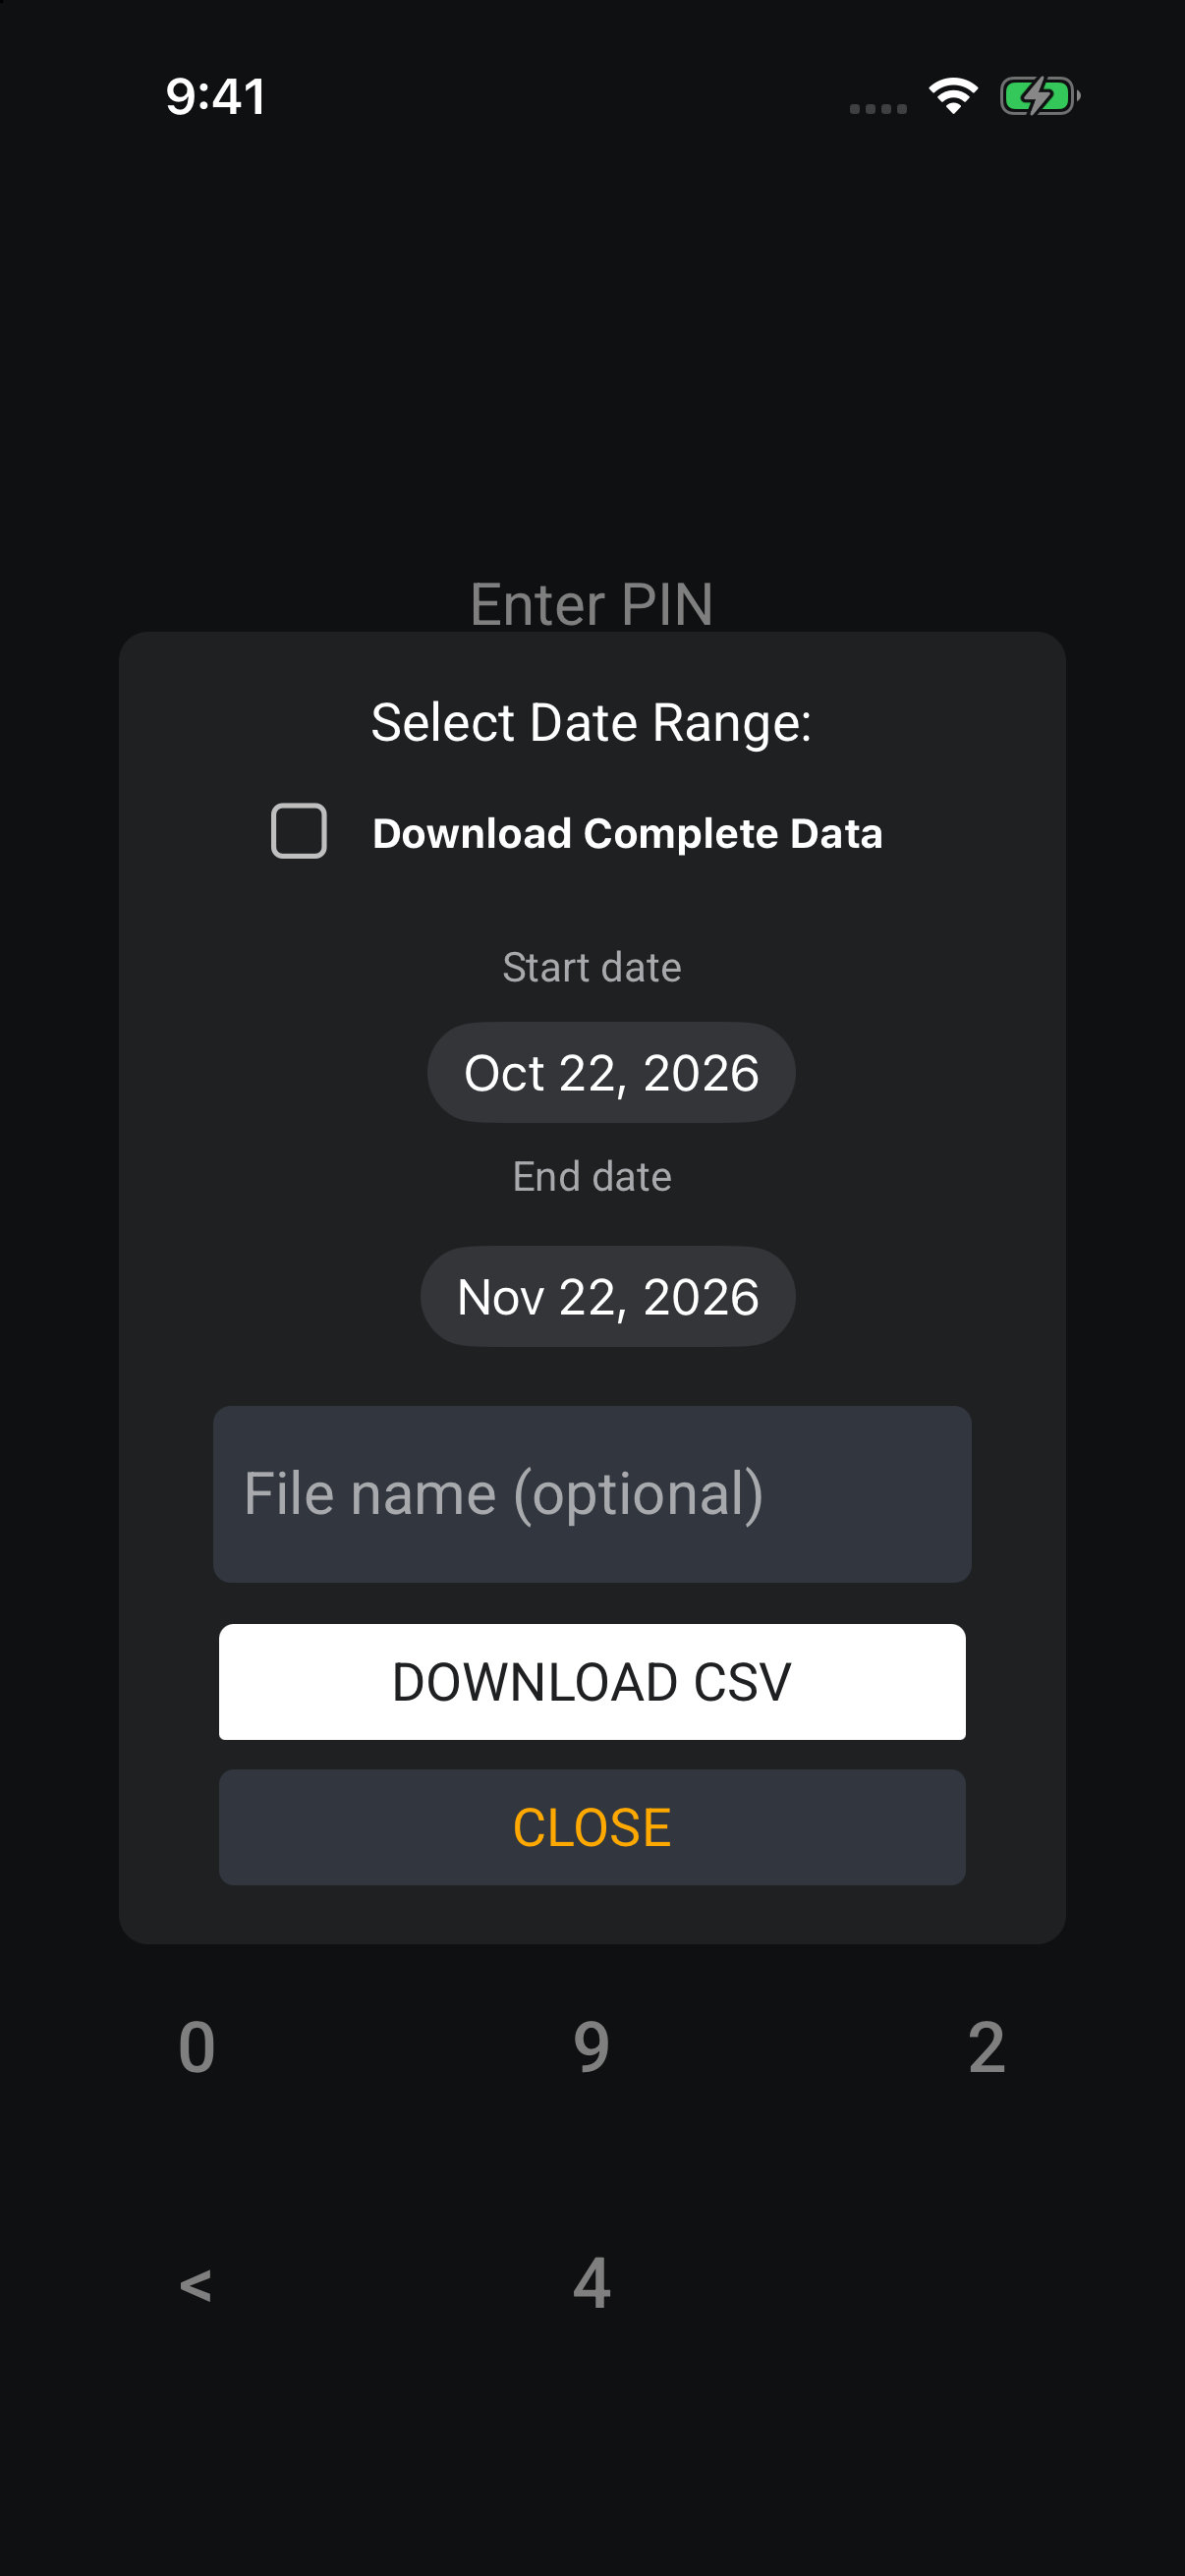 9:41
Enter PIN
Select Date Range:
Download Complete Data
Start date
Oct 22, 2026
End date
Nov 22, 2026
File name (optional)
DOWNLOAD CSV
CLOSE
0 9 2
< 4